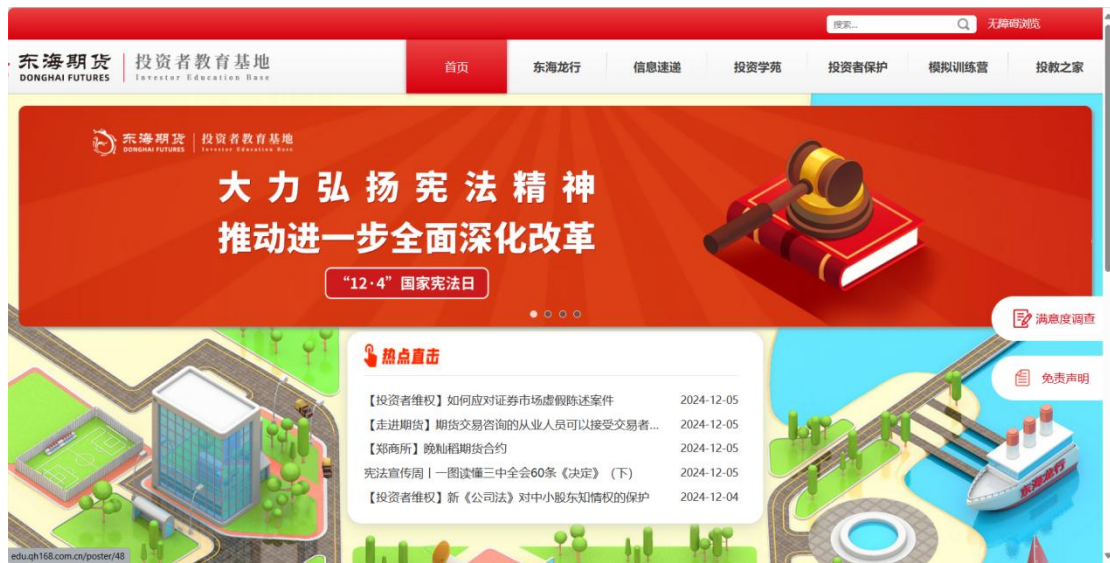 搜索...
无障碍浏览
东海期货
DONGHAI FUTURES
投资者教育基地
Investor Education Base
首页
东海龙行
信息速递
投资学苑
投资者保护
模拟训练营
投教之家
东海期货
DONGHAI FUTURES
投资者教育基地
Investor Education Base
大力弘扬宪法精神
推动进一步全面深化改革
“12·4”国家宪法日
满意度调查
免责声明
热点直击
【投资者维权】如何应对证券市场虚假陈述案件 2024-12-05
【走进期货】期货交易咨询的从业人员可以接受交易者... 2024-12-05
【郑商所】晚籼稻期货合约 2024-12-05
宪法宣传周丨一图读懂三中全会60条《决定》（下） 2024-12-05
【投资者维权】新《公司法》对中小股东知情权的保护 2024-12-04
东海龙行
edu.qh168.com.cn/poster/48